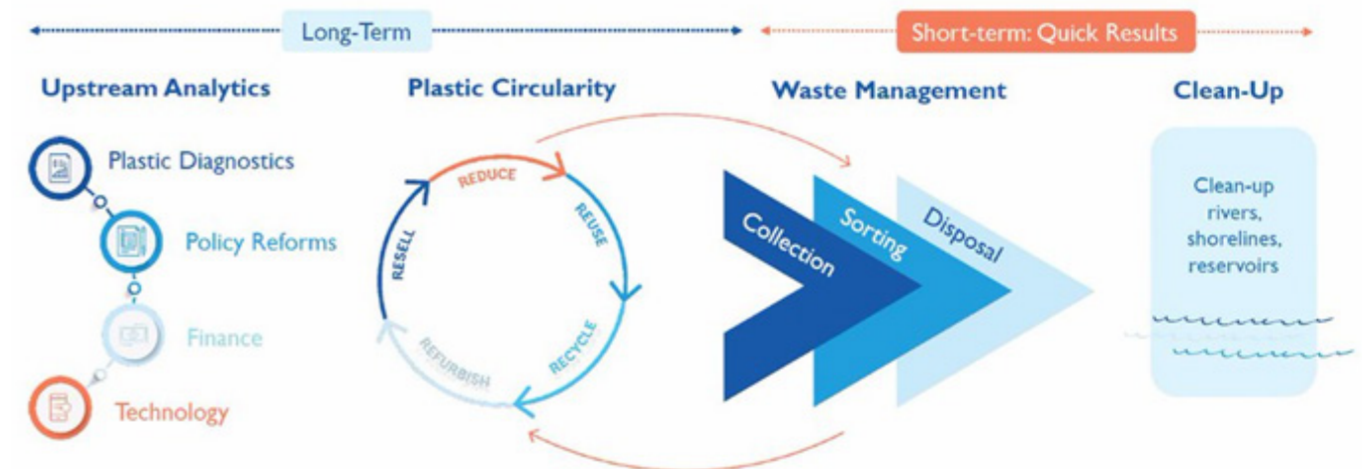 Long-Term
Short-term: Quick Results
Upstream Analytics
Plastic Circularity
Waste Management
Clean-Up
Plastic Diagnostics
Policy Reforms
Finance
Technology
REDUCE
REUSE
RECYCLE
REFURBISH
RESELL
Collection
Sorting
Disposal
Clean-up
rivers,
shorelines,
reservoirs